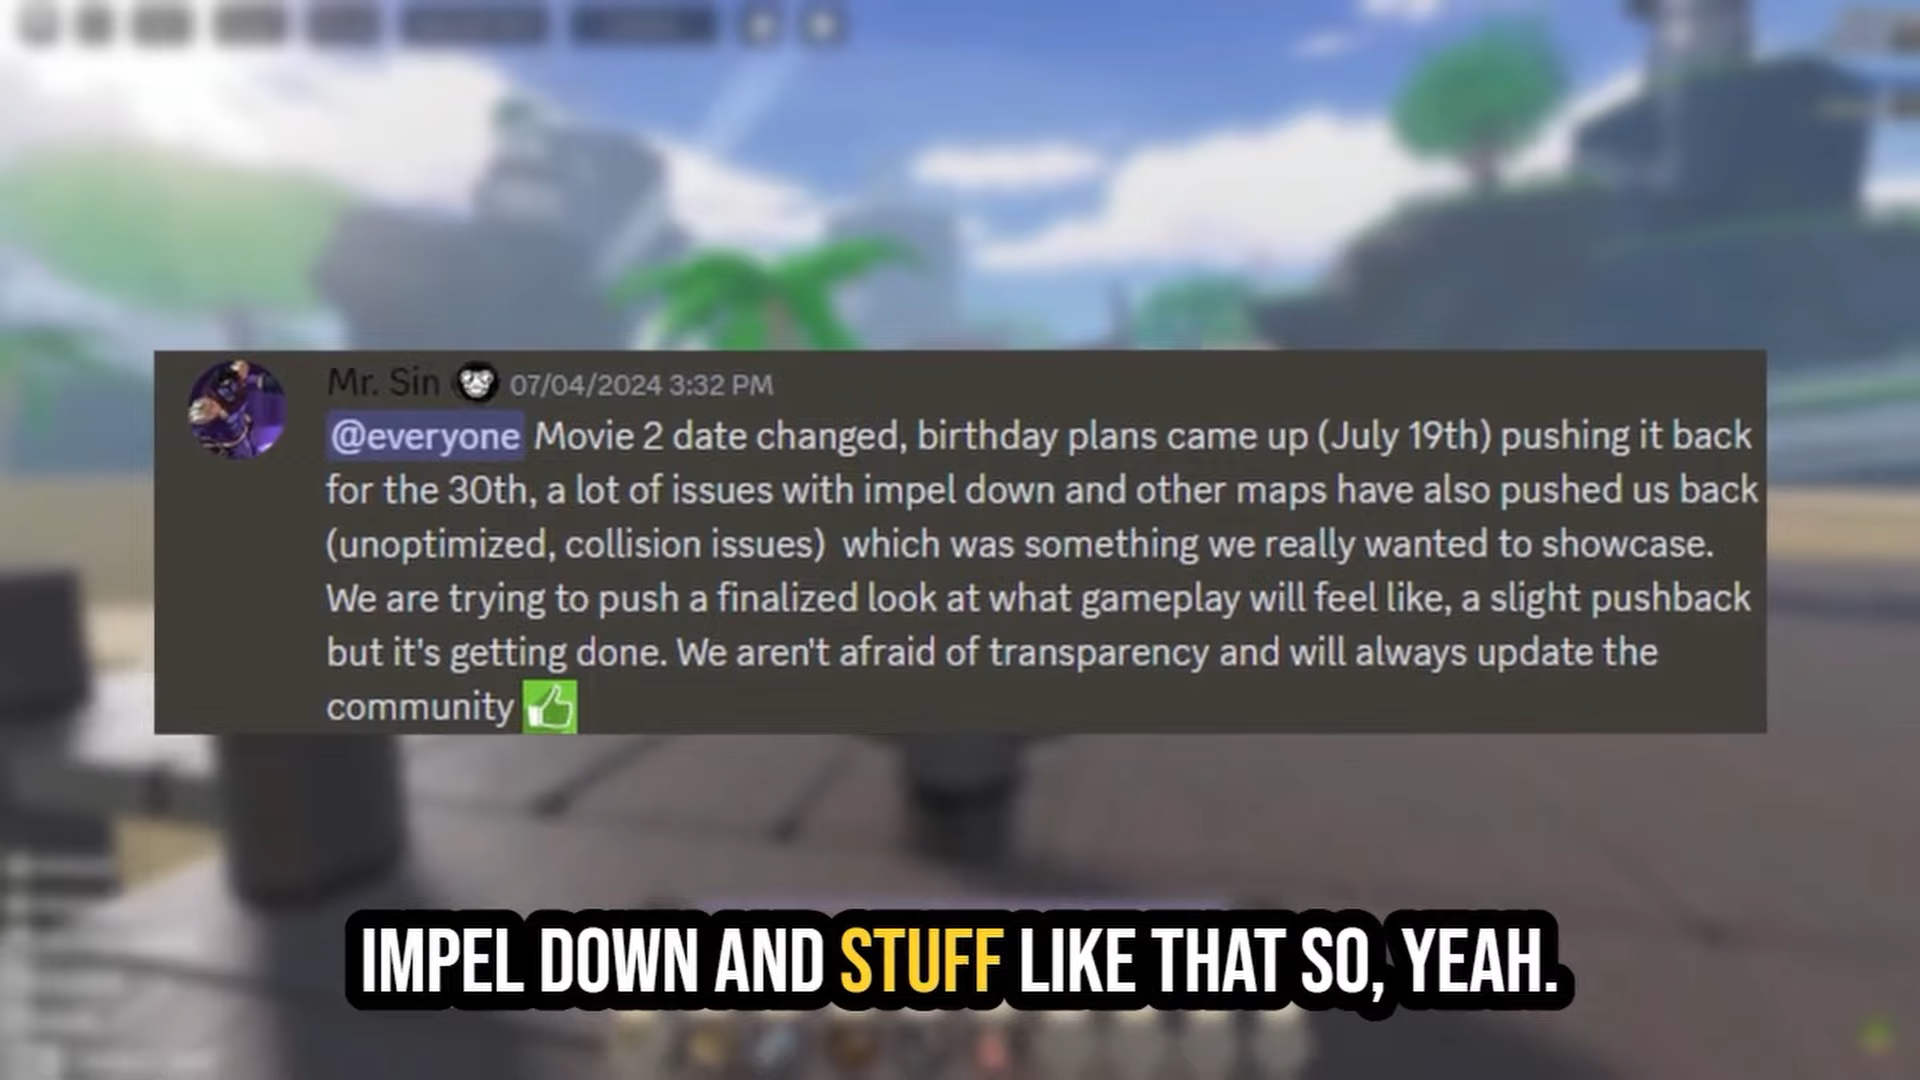 Mr. Sin 07/04/2024 3:32 PM
@everyone Movie 2 date changed, birthday plans came up (July 19th) pushing it back
for the 30th, a lot of issues with impel down and other maps have also pushed us back
(unoptimized, collision issues)  which was something we really wanted to showcase.
We are trying to push a finalized look at what gameplay will feel like, a slight pushback
but it's getting done. We aren't afraid of transparency and will always update the
community 👍
IMPEL DOWN AND STUFF LIKE THAT SO, YEAH.